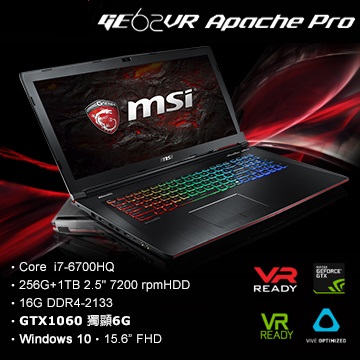 GE62VR Apache Pro
msi
msi
· Core i7-6700HQ
· 256G+1TB 2.5" 7200 rpmHDD
· 16G DDR4-2133
· GTX1060 獨顯6G
· Windows 10 · 15.6” FHD
VR READY
GEFORCE GTX
VR READY
VIVE OPTIMIZED